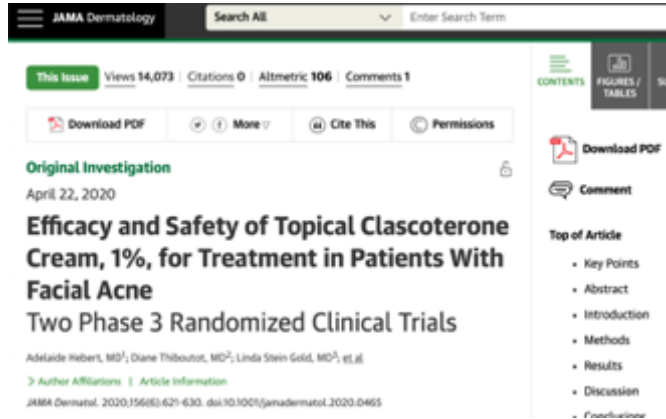 JAMA Dermatology
Search All
Enter Search Term
This Issue Views 14,073 Citations 0 Altmetric 106 Comments 1
Download PDF More Cite This Permissions
Original Investigation
April 22, 2020
Efficacy and Safety of Topical Clascoterone
Cream, 1%, for Treatment in Patients With
Facial Acne
Two Phase 3 Randomized Clinical Trials
Adelaide Hebert, MD1; Diane Thiboutot, MD2; Linda Stein Gold, MD3; et al
Author Affiliations | Article Information
JAMA Dermatol. 2020;156(6):621-630. doi:10.1001/jamadermatol.2020.0465
CONTENTS
FIGURES /
TABLES
Download PDF
Comment
Top of Article
• Key Points
• Abstract
• Introduction
• Methods
• Results
• Discussion
• Conclusions